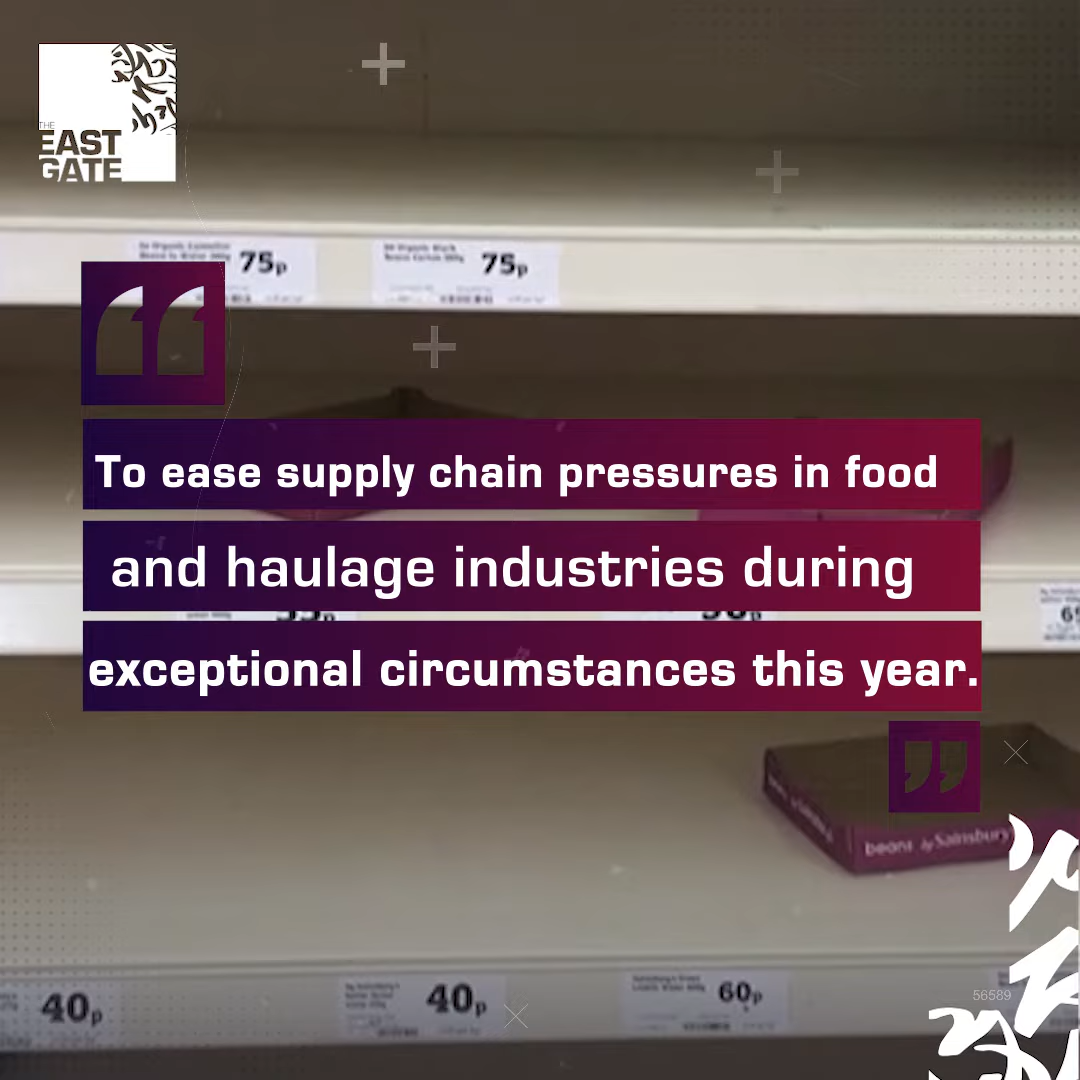 THE
EAST
GATE
75p 75p
To ease supply chain pressures in food
and haulage industries during
exceptional circumstances this year.
beans by Sainsbury
40p 40p 60p
56589